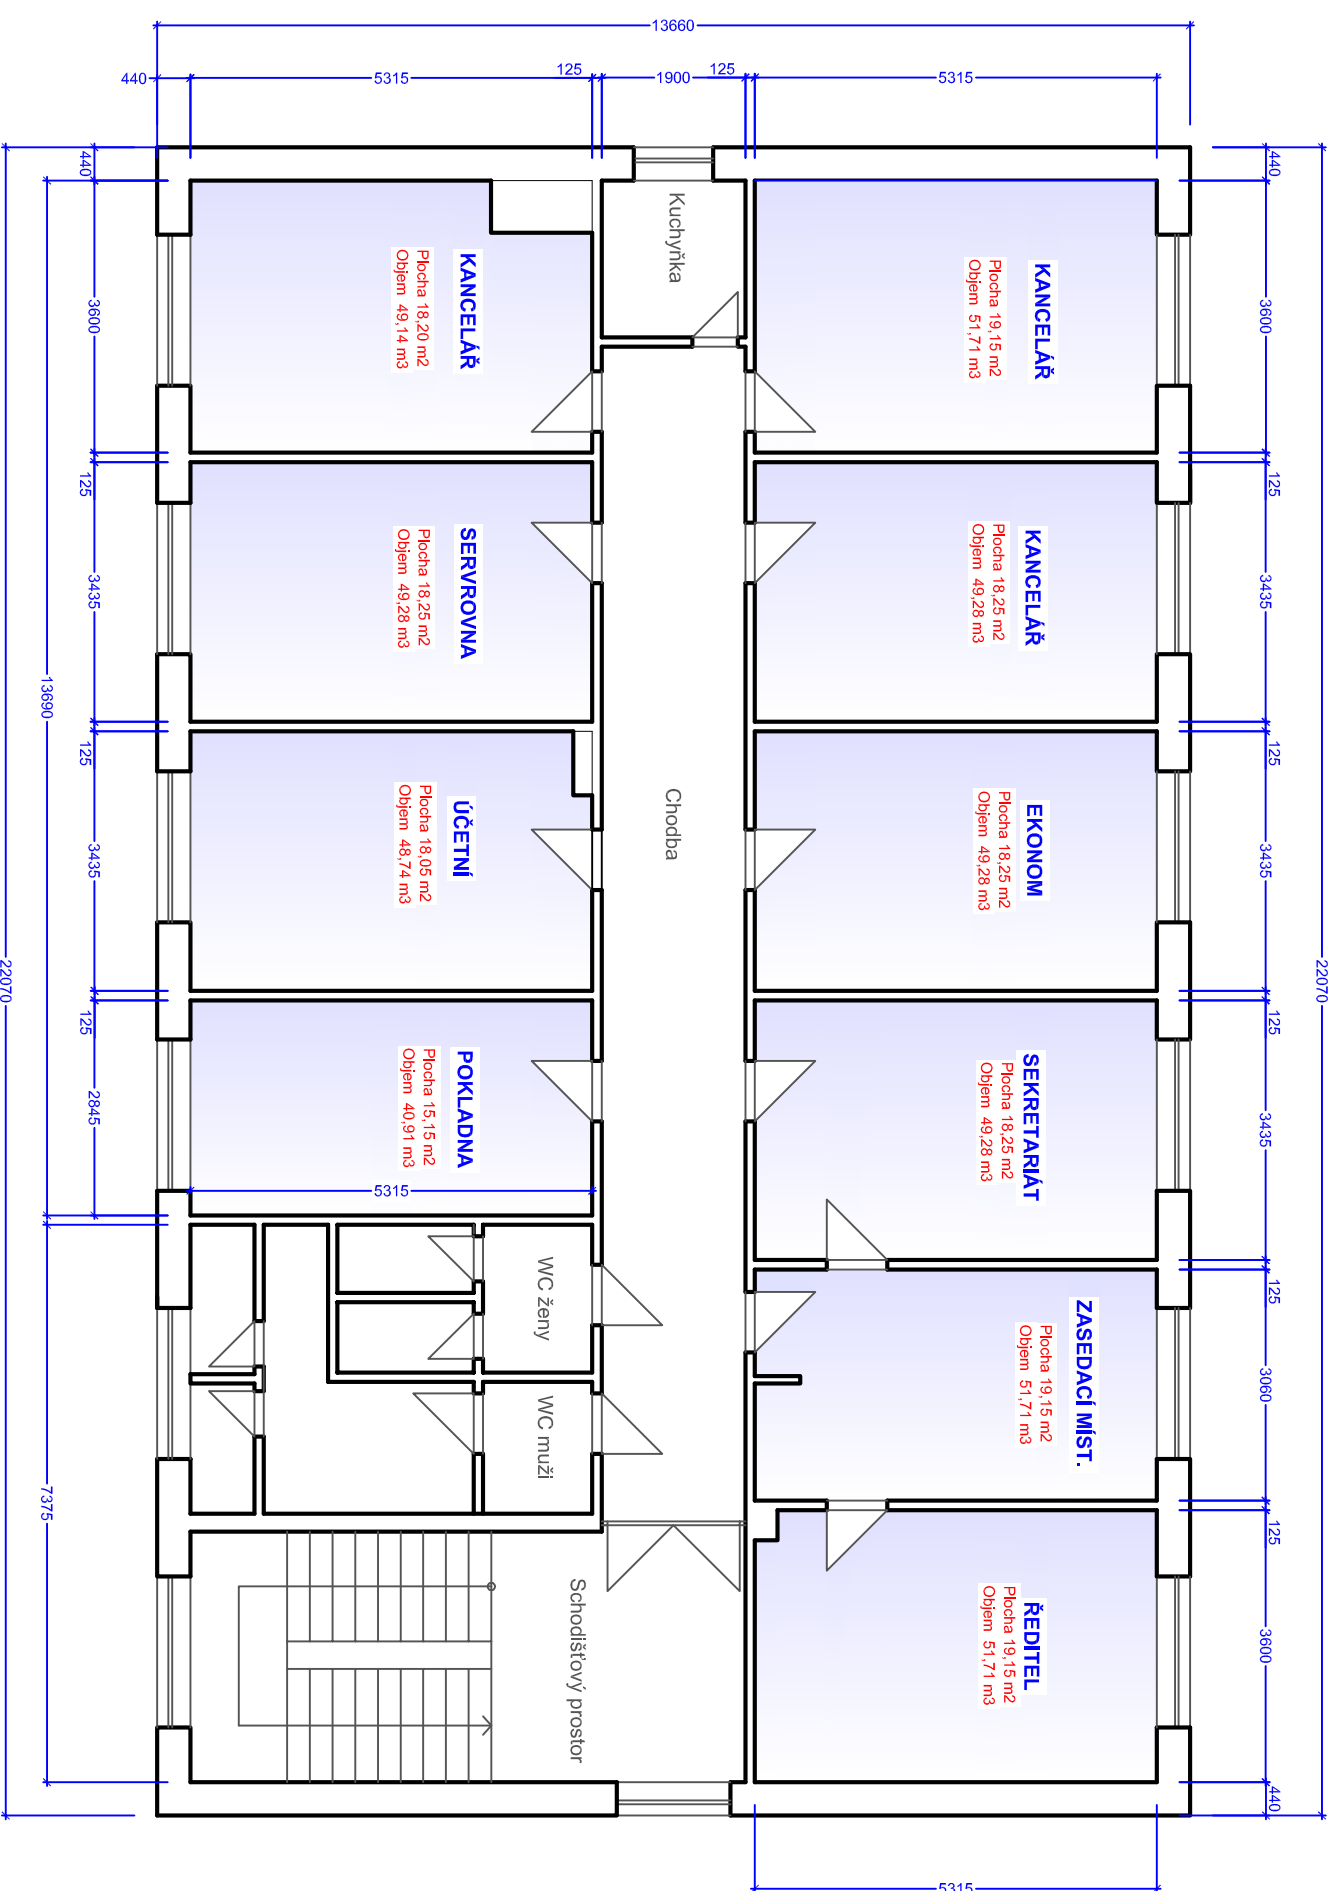 13660
440
5315
125
1900
125
5315
440
3600
125
3435
125
3435
125
3435
125
3060
125
3600
440
22070
KANCELÁŘ
Plocha 19,15 m2
Objem 51,71 m3
KANCELÁŘ
Plocha 18,25 m2
Objem 49,28 m3
EKONOM
Plocha 18,25 m2
Objem 49,28 m3
SEKRETARIÁT
Plocha 18,25 m2
Objem 49,28 m3
ZASEDACÍ MÍST.
Plocha 19,15 m2
Objem 51,71 m3
ŘEDITEL
Plocha 19,15 m2
Objem 51,71 m3
Kuchyňka
Chodba
Schodišťový prostor
WC ženy
WC muži
KANCELÁŘ
Plocha 18,20 m2
Objem 49,14 m3
SERVROVNA
Plocha 18,25 m2
Objem 49,28 m3
ÚČETNÍ
Plocha 18,05 m2
Objem 48,74 m3
POKLADNA
Plocha 15,15 m2
Objem 40,91 m3
5315
440
3600
125
3435
125
3435
125
2845
13690
7375
22070
5315